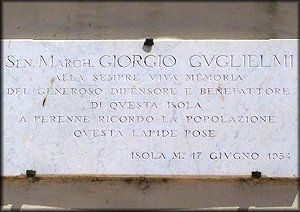 SEN. MARCH. GIORGIO GVGLIELMI
ALLA SEMPRE VIVA MEMORIA
DEL GENEROSO DIFENSORE E BENEFATTORE
DI QVESTA ISOLA
A PERENNE RICORDO LA POPOLAZIONE
QVESTA LAPIDE POSE
ISOLA M. 17 GIVGNO 1954